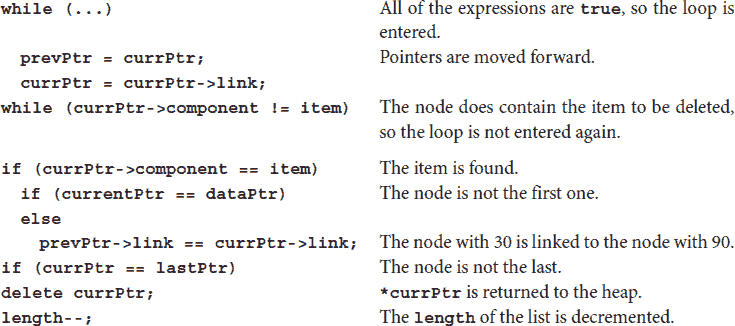 while (...) All of the expressions are true, so the loop is
entered.
prevPtr = currPtr; Pointers are moved forward.
currPtr = currPtr->link;
while (currPtr->component != item) The node does contain the item to be deleted,
so the loop is not entered again.
if (currPtr->component == item) The item is found.
if (currentPtr == dataPtr) The node is not the first one.
else
prevPtr->link == currPtr->link; The node with 30 is linked to the node with 90.
if (currPtr == lastPtr) The node is not the last.
delete currPtr; *currPtr is returned to the heap.
length--; The length of the list is decremented.